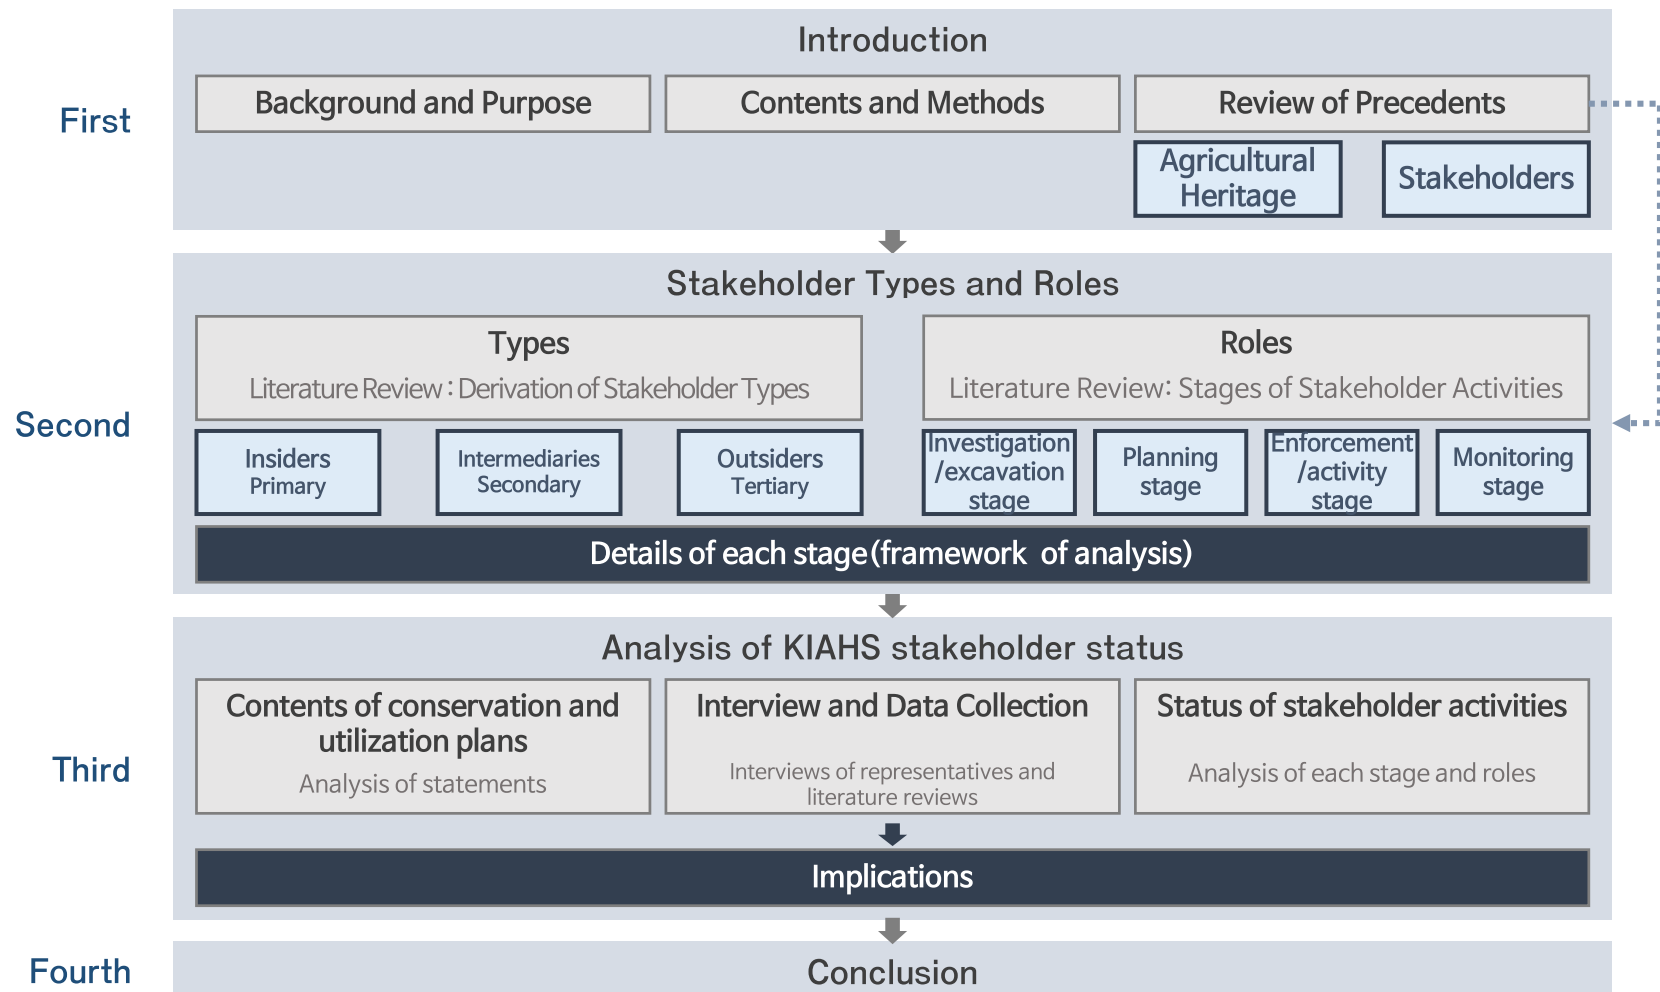 Introduction
First
Background and Purpose
Contents and Methods
Review of Precedents
Agricultural
Heritage
Stakeholders
Stakeholder Types and Roles
Second
Types
Literature Review : Derivation of Stakeholder Types
Roles
Literature Review: Stages of Stakeholder Activities
Insiders
Primary
Intermediaries
Secondary
Outsiders
Tertiary
Investigation
/excavation
stage
Planning
stage
Enforcement
/activity
stage
Monitoring
stage
Details of each stage(framework of analysis)
Analysis of KIAHS stakeholder status
Third
Contents of conservation and
utilization plans
Analysis of statements
Interview and Data Collection
Interviews of representatives and
literature reviews
Status of stakeholder activities
Analysis of each stage and roles
Implications
Fourth
Conclusion